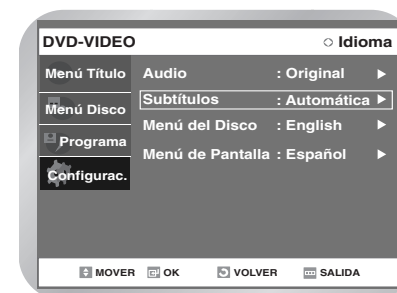 DVD-VIDEO Idioma
Menú Título
Menú Disco
Programa
Configurac.
Audio : Original
Subtítulos : Automática
Menú del Disco : English
Menú de Pantalla : Español
MOVER OK VOLVER SALIDA